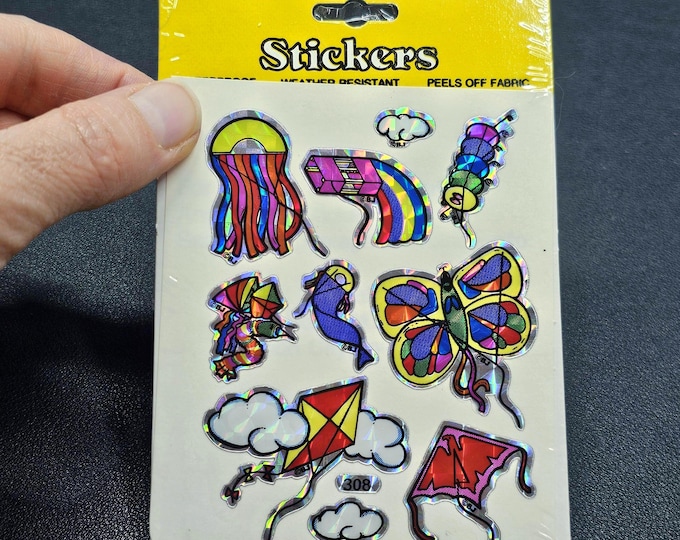 Stickers
WEATHER RESISTANT PEELS OFF FABRIC
308